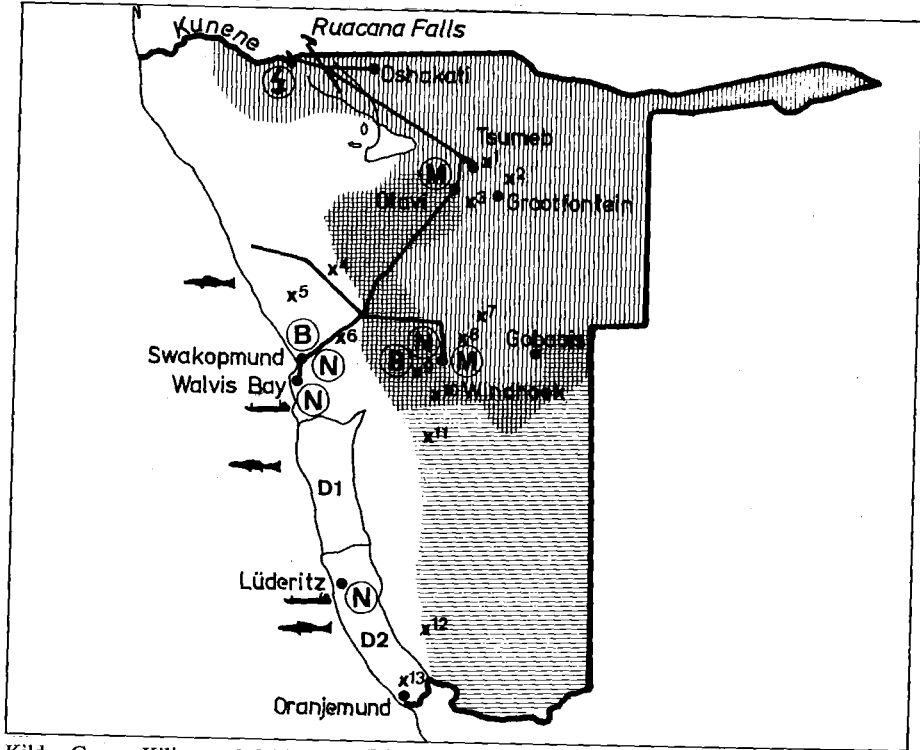 Kunene
Ruacana Falls
Oshakati
Tsumeb
x1
x2
M
Otavi
x3
Grootfontein
x4
x5
B
x6
x7
x8
Gobabis
Swakopmund
N
N
B
M
Walvis Bay
N
Windhoek
x11
D1
Lüderitz
N
D2
x12
x13
Oranjemund